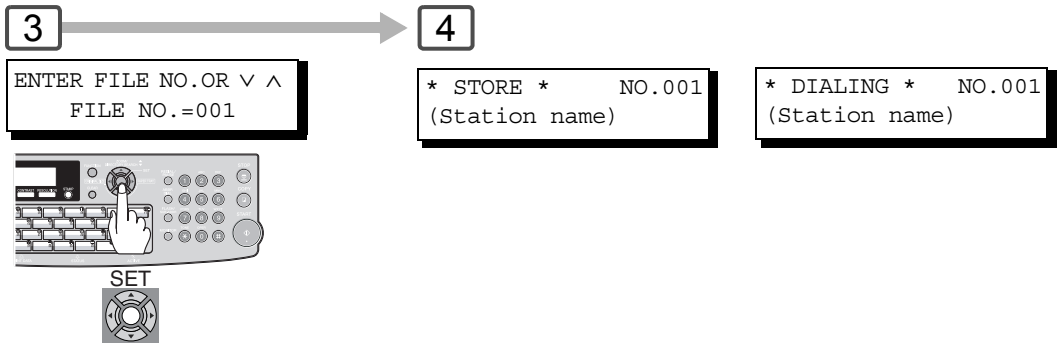 3
4
ENTER FILE NO.OR ∨ ∧
FILE NO.=001
* STORE * NO.001
(Station name)
* DIALING * NO.001
(Station name)
SET